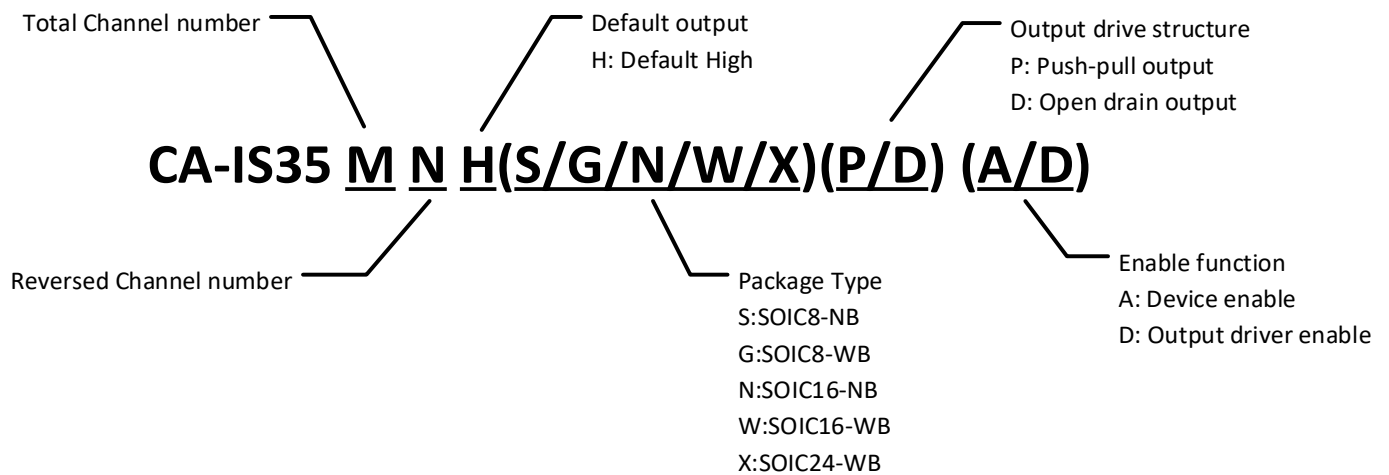 Total Channel number
Default output
H: Default High
Output drive structure
P: Push-pull output
D: Open drain output
CA-IS35 M N H(S/G/N/W/X)(P/D) (A/D)
Reversed Channel number
Package Type
S:SOIC8-NB
G:SOIC8-WB
N:SOIC16-NB
W:SOIC16-WB
X:SOIC24-WB
Enable function
A: Device enable
D: Output driver enable